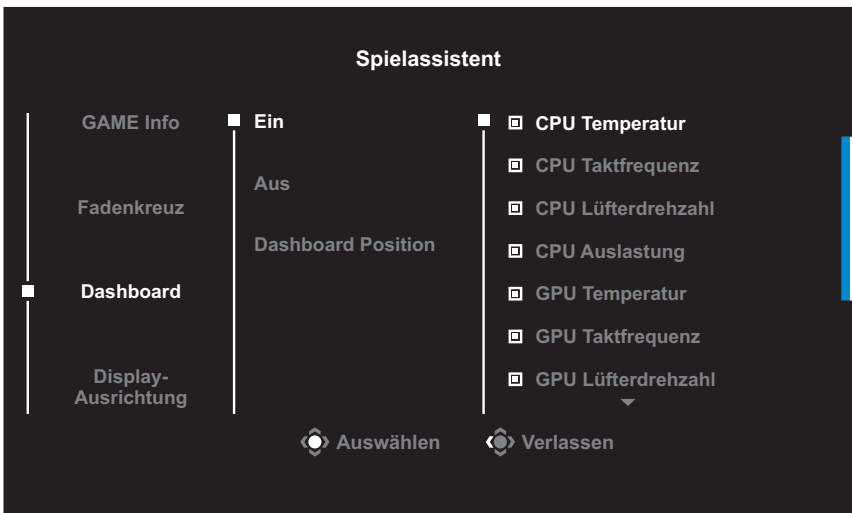 Spielassistent
GAME Info
Fadenkreuz
Dashboard
Display-
Ausrichtung
Ein
Aus
Dashboard Position
CPU Temperatur
CPU Taktfrequenz
CPU Lüfterdrehzahl
CPU Auslastung
GPU Temperatur
GPU Taktfrequenz
GPU Lüfterdrehzahl
Auswählen
Verlassen